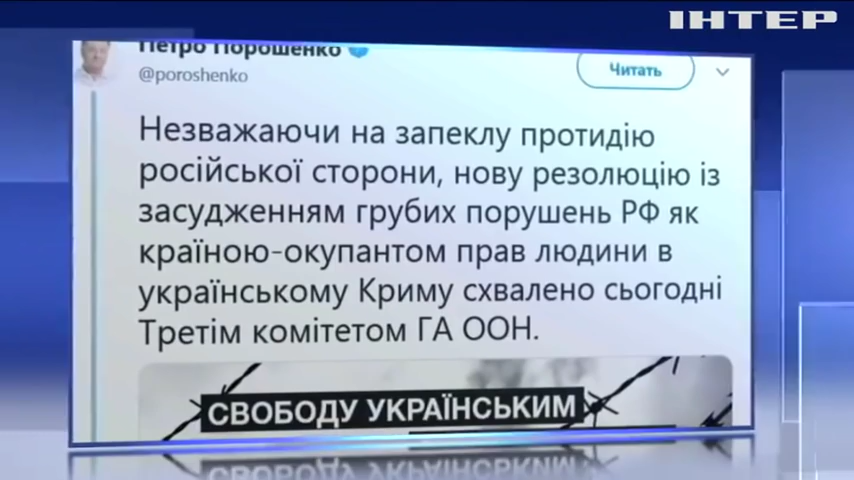 ІНТЕР
Петро Порошенко
@poroshenko
Читать
Незважаючи на запеклу протидію
російської сторони, нову резолюцію із
засудженням грубих порушень РФ як
країною-окупантом прав людини в
українському Криму схвалено сьогодні
Третім комітетом ГА ООН.
СВОБОДУ УКРАЇНСЬКИМ